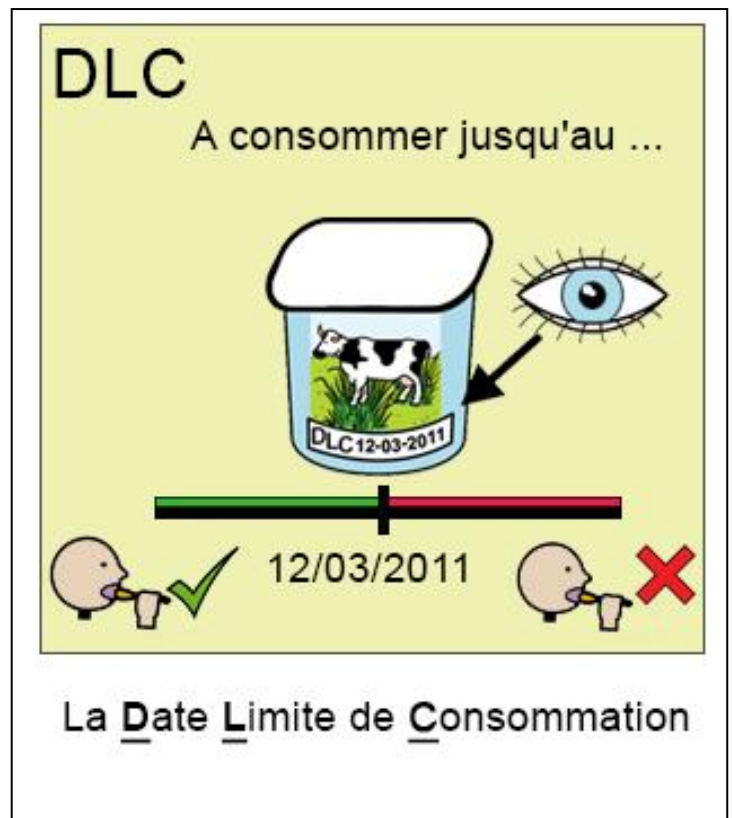 DLC
A consommer jusqu'au ...
DLC 12-03-2011
12/03/2011
La Date Limite de Consommation